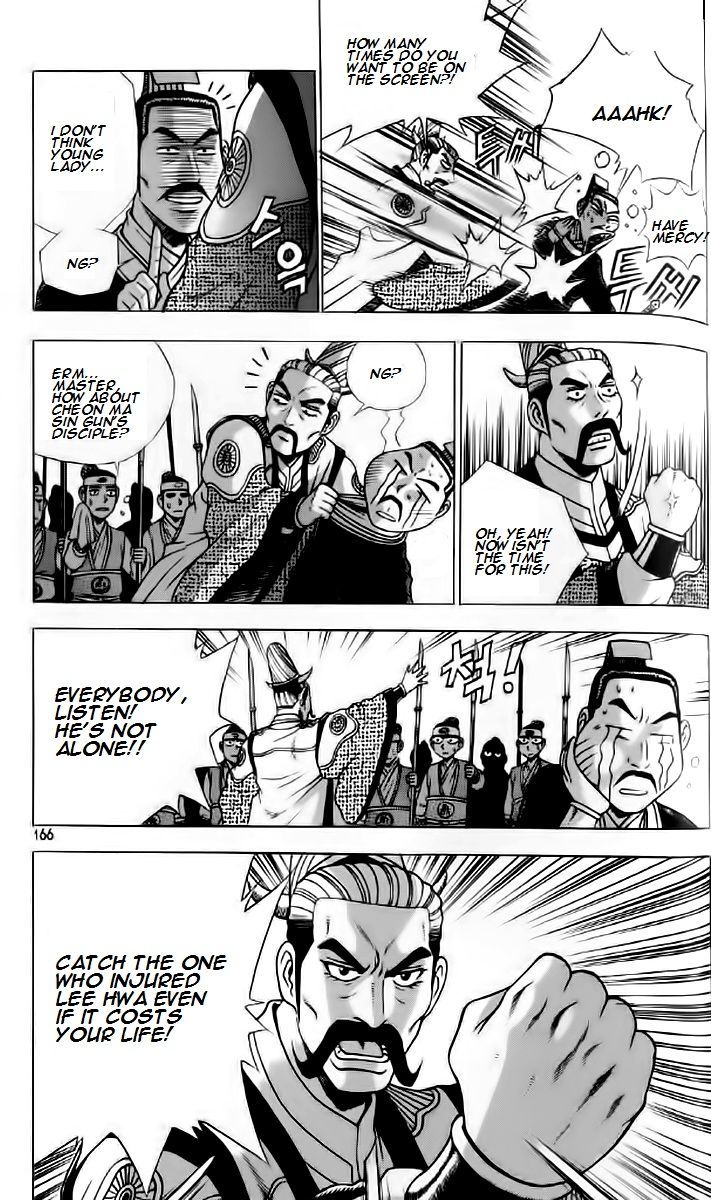 I DON'T
THINK
YOUNG
LADY...
NG?
스윽
HOW MANY
TIMES DO YOU
WANT TO BE ON
THE SCREEN?!
AAAHK!
HAVE
MERCY!
ERM...
MASTER,
HOW ABOUT
CHEON MA
SIN GUN'S
DISCIPLE?
NG?
OH, YEAH!
NOW ISN'T
THE TIME
FOR THIS!
EVERYBODY,
LISTEN!
HE'S NOT
ALONE!!
166
CATCH THE ONE
WHO INJURED
LEE HWA EVEN
IF IT COSTS
YOUR LIFE!